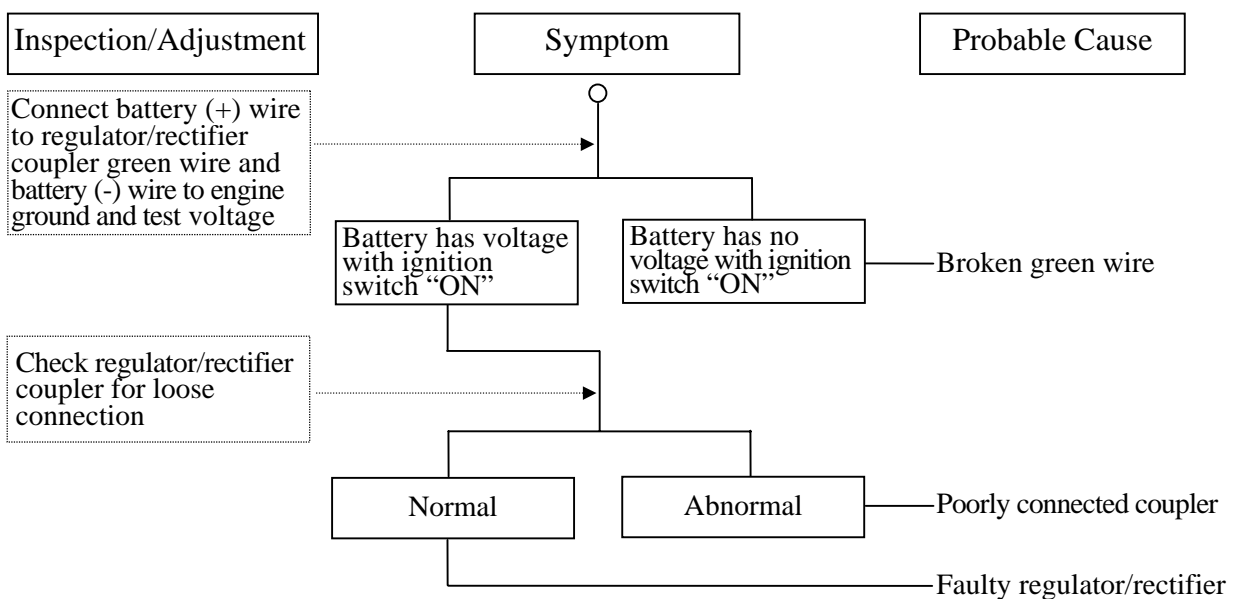 Inspection/Adjustment
Symptom
Probable Cause
Connect battery (+) wire
to regulator/rectifier
coupler green wire and
battery (-) wire to engine
ground and test voltage
Battery has voltage
with ignition
switch “ON”
Battery has no
voltage with ignition
switch “ON”
Broken green wire
Check regulator/rectifier
coupler for loose
connection
Normal
Abnormal
Poorly connected coupler
Faulty regulator/rectifier